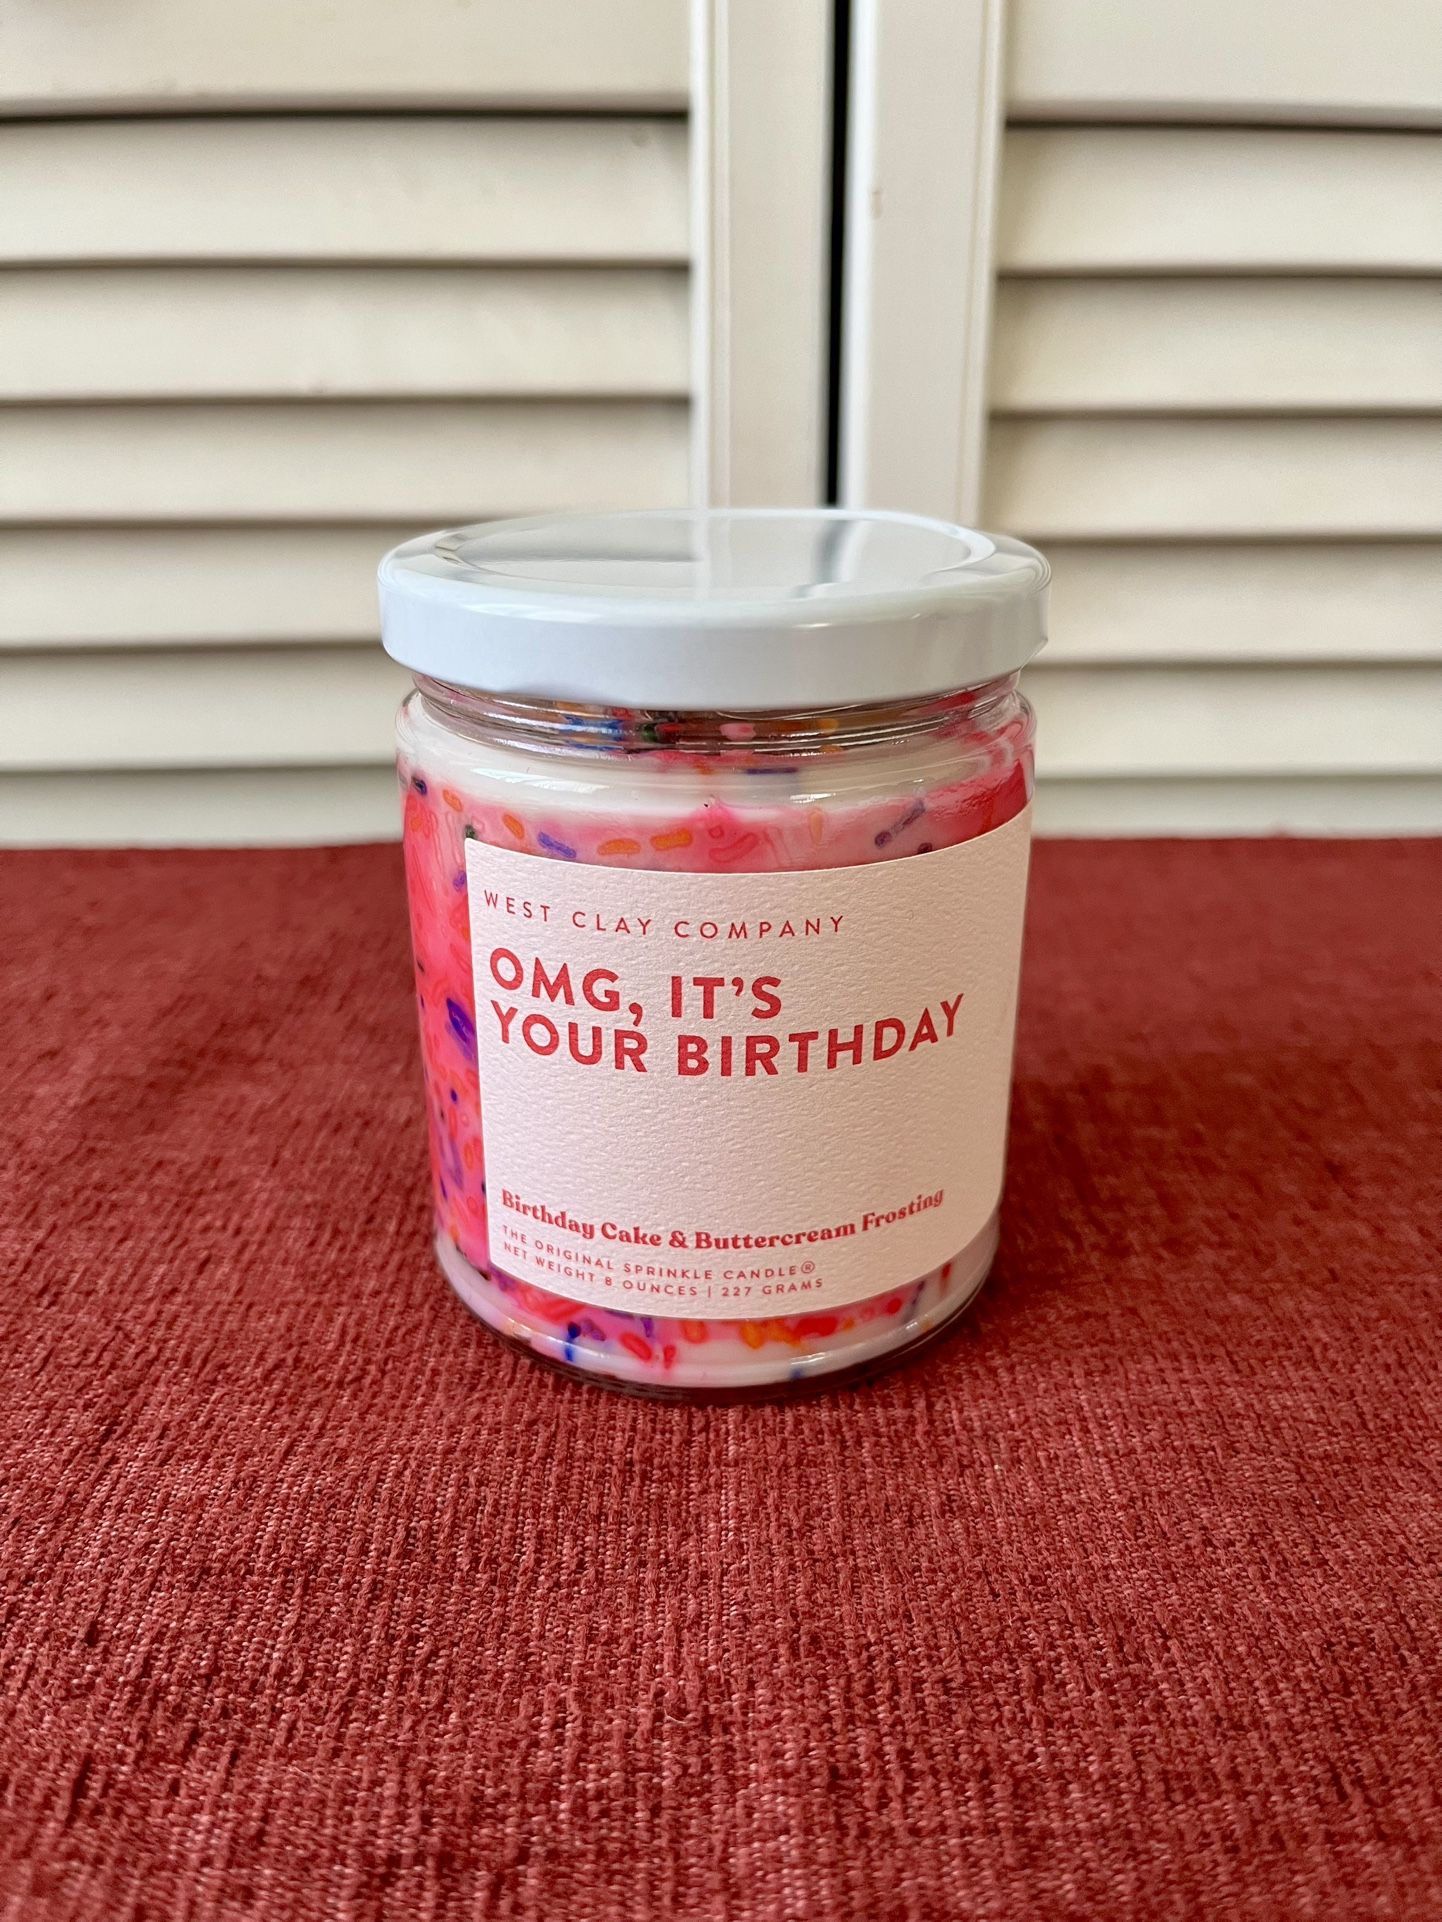 WEST CLAY COMPANY
OMG, IT'S
YOUR BIRTHDAY
Birthday Cake & Buttercream Frosting
THE ORIGINAL SPRINKLE CANDLE®
NET WEIGHT 8 OUNCES | 227 GRAMS